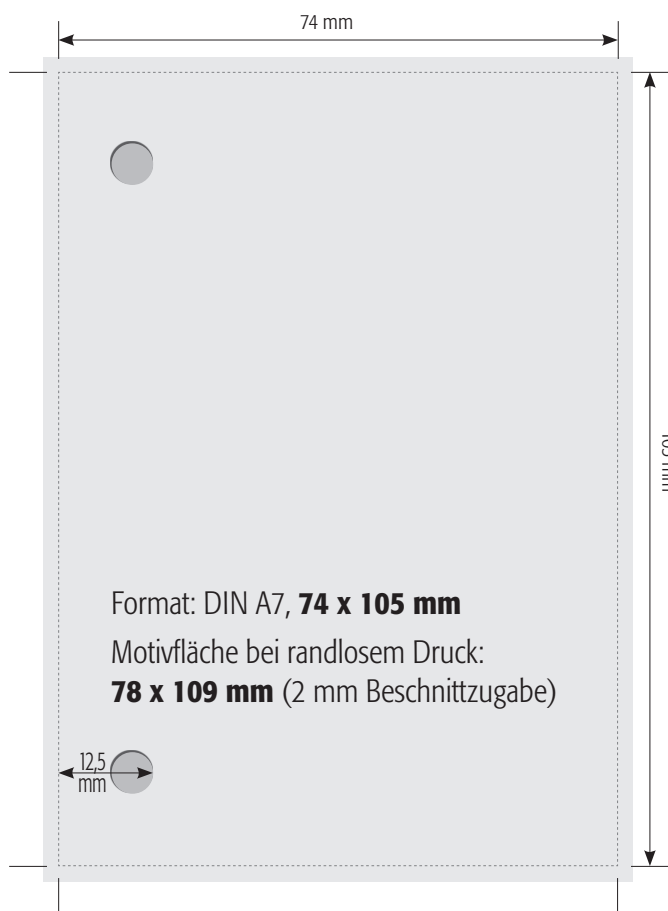 74 mm
105 mm
Format: DIN A7, 74 x 105 mm
Motivfläche bei randlosem Druck:
78 x 109 mm (2 mm Beschnittzugabe)
12,5
mm